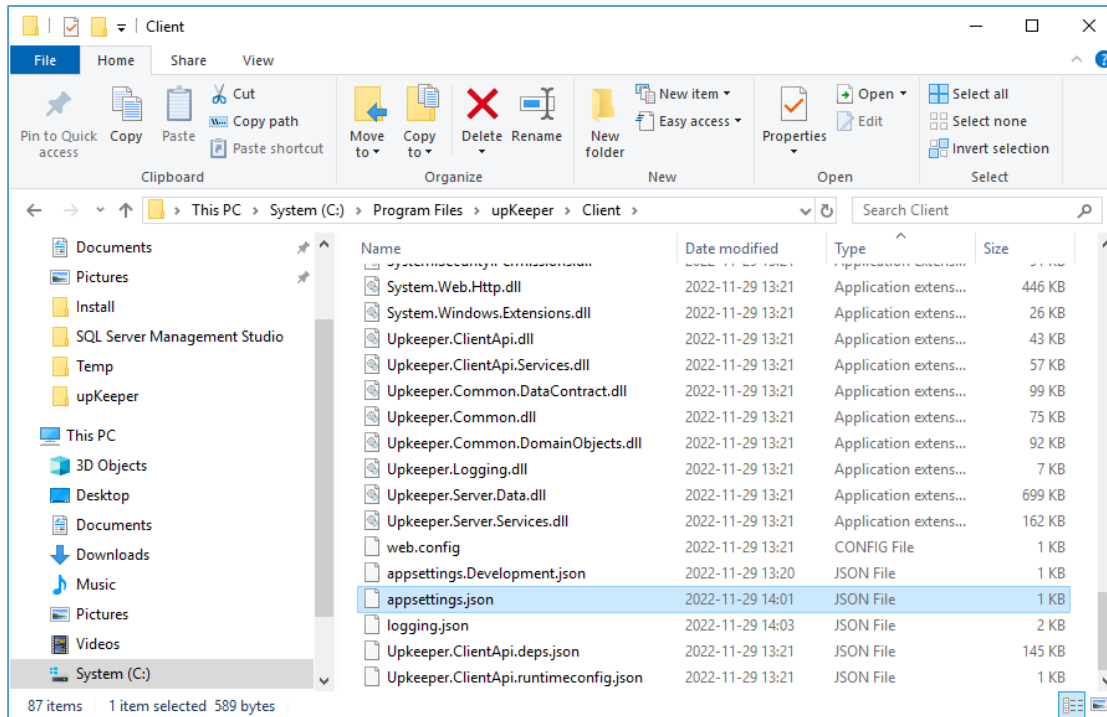 Client
File Home Share View
Pin to Quick access
Copy
Paste
Cut
Copy path
Paste shortcut
Clipboard
Move to
Copy to
Delete
Rename
Organize
New folder
New item
Easy access
New
Properties
Open
Edit
Open
Select all
Select none
Invert selection
Select
This PC > System (C:) > Program Files > upKeeper > Client >
Search Client
Documents
Pictures
Install
SQL Server Management Studio
Temp
upKeeper
This PC
3D Objects
Desktop
Documents
Downloads
Music
Pictures
Videos
System (C:)
Name Date modified Type Size
System.Web.Http.dll 2022-11-29 13:21 Application extens... 446 KB
System.Windows.Extensions.dll 2022-11-29 13:21 Application extens... 26 KB
Upkeeper.ClientApi.dll 2022-11-29 13:21 Application extens... 43 KB
Upkeeper.ClientApi.Services.dll 2022-11-29 13:21 Application extens... 57 KB
Upkeeper.Common.DataContract.dll 2022-11-29 13:21 Application extens... 99 KB
Upkeeper.Common.dll 2022-11-29 13:21 Application extens... 75 KB
Upkeeper.Common.DomainObjects.dll 2022-11-29 13:21 Application extens... 92 KB
Upkeeper.Logging.dll 2022-11-29 13:21 Application extens... 7 KB
Upkeeper.Server.Data.dll 2022-11-29 13:21 Application extens... 699 KB
Upkeeper.Server.Services.dll 2022-11-29 13:21 Application extens... 162 KB
web.config 2022-11-29 13:21 CONFIG File 1 KB
appsettings.Development.json 2022-11-29 13:20 JSON File 1 KB
appsettings.json 2022-11-29 14:01 JSON File 1 KB
logging.json 2022-11-29 14:03 JSON File 2 KB
Upkeeper.ClientApi.deps.json 2022-11-29 13:21 JSON File 145 KB
Upkeeper.ClientApi.runtimeconfig.json 2022-11-29 13:21 JSON File 1 KB
87 items 1 item selected 589 bytes